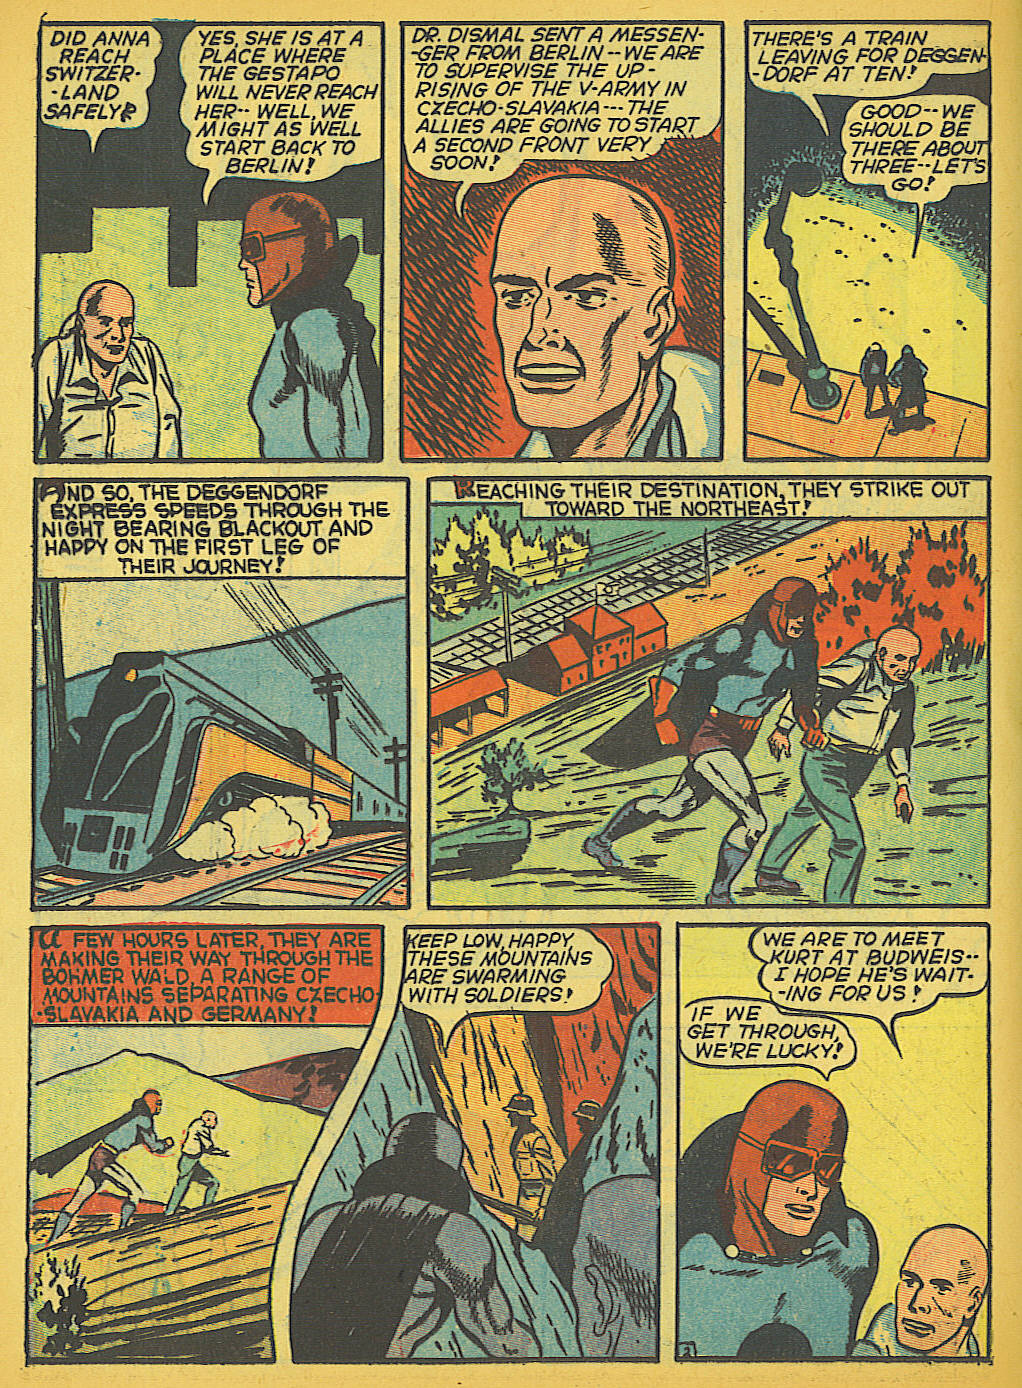 DID ANNA
REACH
SWITZER-
-LAND
SAFELY?
YES, SHE IS AT A
PLACE WHERE
THE GESTAPO
WILL NEVER REACH
HER-- WELL, WE
MIGHT AS WELL
START BACK TO
BERLIN!
DR. DISMAL SENT A MESSEN-
-GER FROM BERLIN -- WE ARE
TO SUPERVISE THE UP-
RISING OF THE V-ARMY IN
CZECHO-SLAVAKIA --- THE
ALLIES ARE GOING TO START
A SECOND FRONT VERY
SOON!
THERE'S A TRAIN
LEAVING FOR DEGGEN-
-DORF AT TEN!
GOOD -- WE
SHOULD BE
THERE ABOUT
THREE -- LET'S
GO!
AND SO, THE DEGGENDORF
EXPRESS SPEEDS THROUGH THE
NIGHT BEARING BLACKOUT AND
HAPPY ON THE FIRST LEG OF
THEIR JOURNEY!
REACHING THEIR DESTINATION, THEY STRIKE OUT
TOWARD THE NORTHEAST!
A FEW HOURS LATER, THEY ARE
MAKING THEIR WAY THROUGH THE
BOHMER WALD, A RANGE OF
MOUNTAINS SEPARATING CZECHO-
-SLAVAKIA AND GERMANY!
KEEP LOW, HAPPY,
THESE MOUNTAINS
ARE SWARMING
WITH SOLDIERS!
WE ARE TO MEET
KURT AT BUDWEIS--
I HOPE HE'S WAIT-
-ING FOR US!
IF WE
GET THROUGH,
WE'RE LUCKY!
2